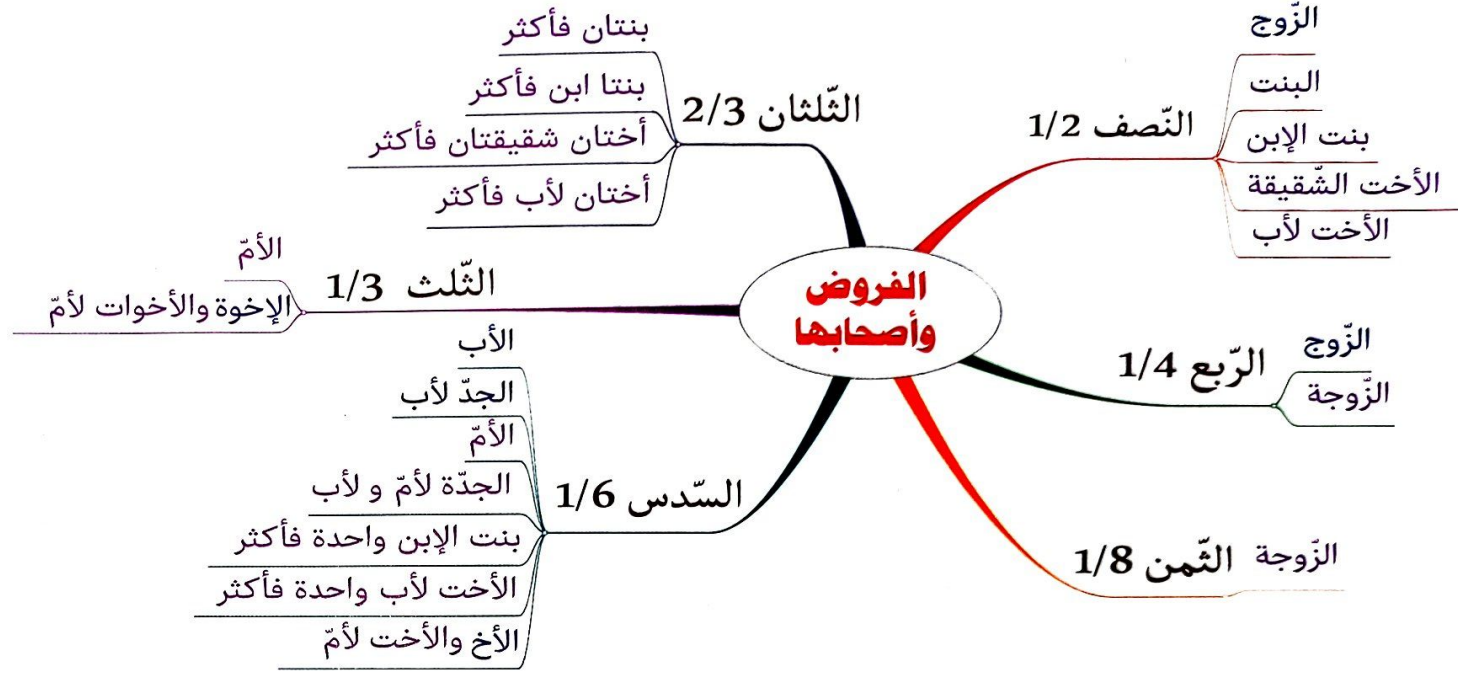 الفروض
وأصحابها
النّصف 1/2
الزّوج
البنت
بنت الإبن
الأخت الشّقيقة
الأخت لأب
الرّبع 1/4
الزّوج
الزّوجة
الثّمن 1/8
الزّوجة
الثّلثان 2/3
بنتان فأكثر
بنتا ابن فأكثر
أختان شقيقتان فأكثر
أختان لأب فأكثر
الثّلث 1/3
الأمّ
الإخوة والأخوات لأمّ
السّدس 1/6
الأب
الجدّ لأب
الأمّ
الجدّة لأمّ و لأب
بنت الإبن واحدة فأكثر
الأخت لأب واحدة فأكثر
الأخ والأخت لأمّ